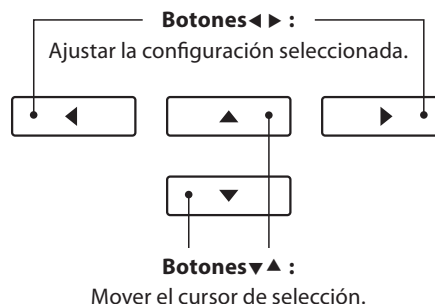 Botones◀ ▶ :
Ajustar la configuración seleccionada.
Botones▼▲ :
Mover el cursor de selección.